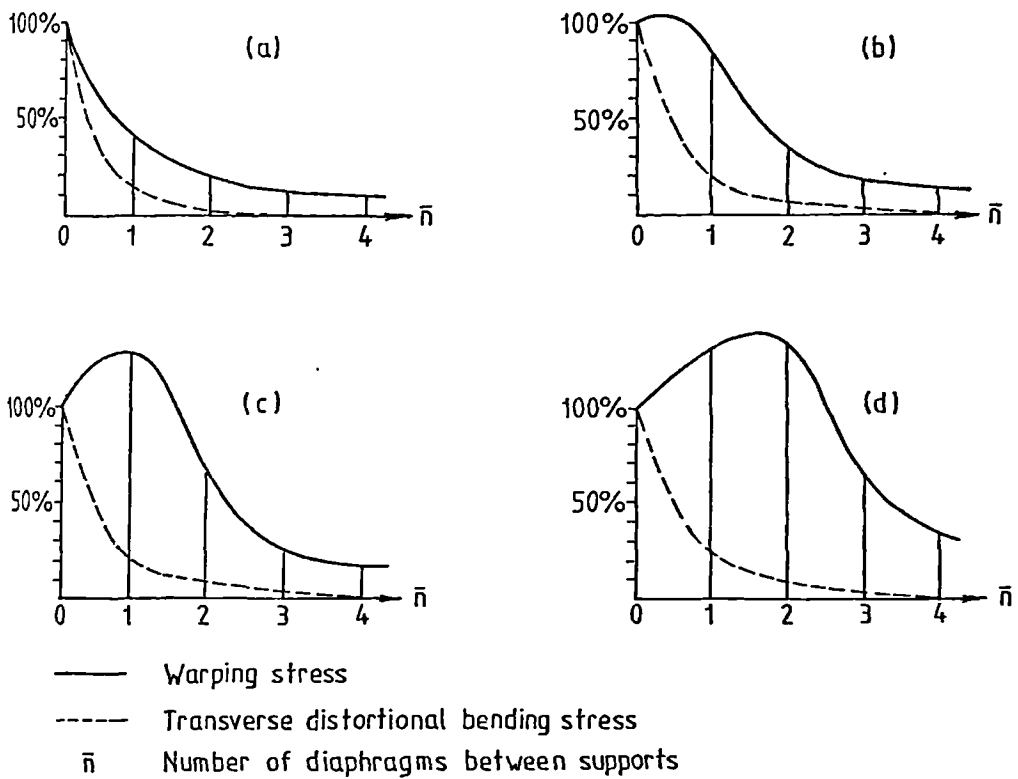 100%
(a)
50%
0 1 2 3 4 n̄
100%
(b)
50%
0 1 2 3 4 n̄
100%
(c)
50%
0 1 2 3 4 n̄
100%
(d)
50%
0 1 2 3 4 n̄
Warping stress
Transverse distortional bending stress
n̄ Number of diaphragms between supports